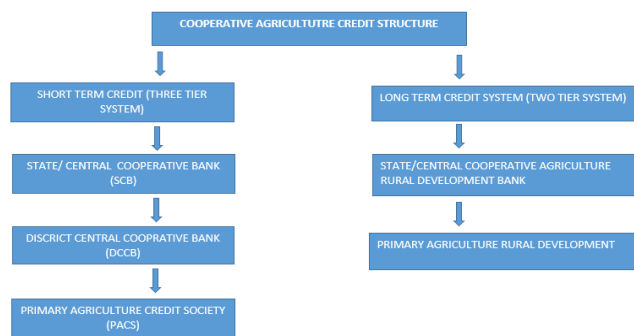 COOPERATIVE AGRICULTUTRE CREDIT STRUCTURE
SHORT TERM CREDIT (THREE TIER
SYSTEM)
STATE/ CENTRAL COOPERATIVE BANK
(SCB)
DISCRICT CENTRAL COOPRATIVE BANK
(DCCB)
PRIMARY AGRICULTURE CREDIT SOCIETY
(PACS)
LONG TERM CREDIT SYSTEM (TWO TIER SYSTEM)
STATE/CENTRAL COOPERATIVE AGRICULTURE
RURAL DEVELOPMENT BANK
PRIMARY AGRICULTURE RURAL DEVELOPMENT